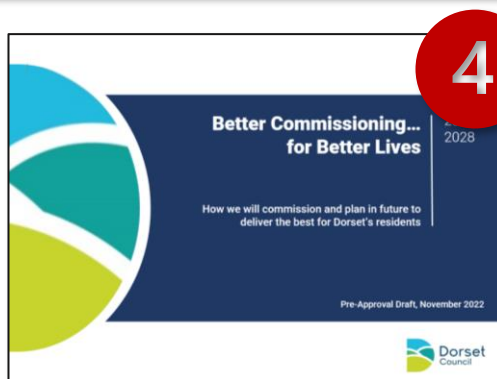 4
Better Commissioning...
for Better Lives
2028
How we will commission and plan in future to
deliver the best for Dorset's residents
Pre-Approval Draft, November 2022
Dorset
Council